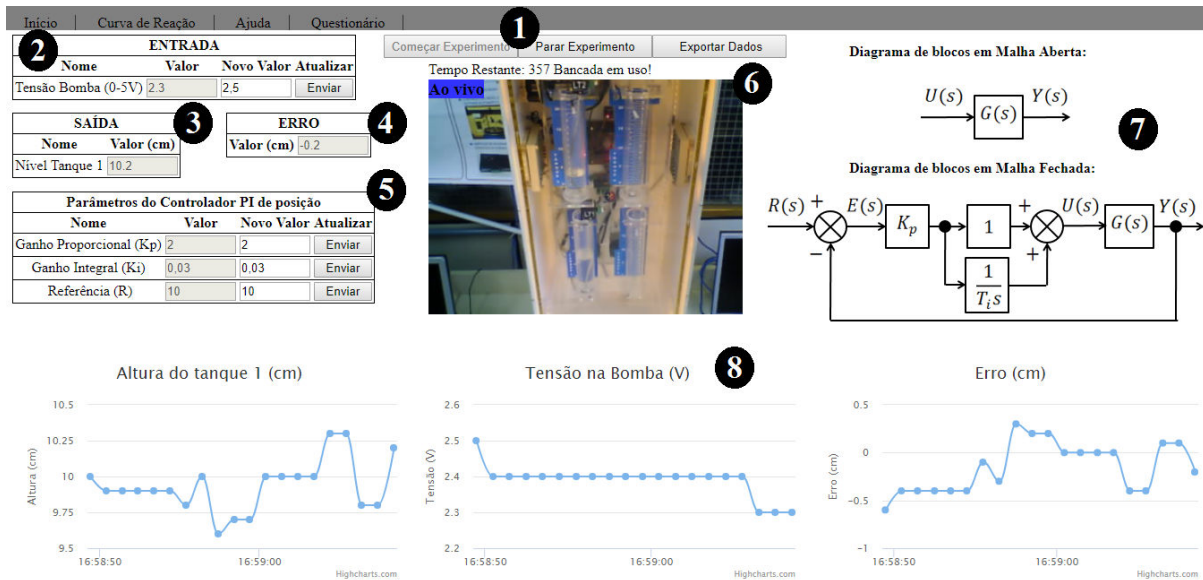 Início | Curva de Reação | Ajuda | Questionário |
1
Começar Experimento Parar Experimento Exportar Dados
2
ENTRADA
Nome Valor Novo Valor Atualizar
Tensão Bomba (0-5V) 2.3 2,5 Enviar
3
SAÍDA
Nome Valor (cm)
Nível Tanque 1 10.2
4
ERRO
Valor (cm) -0.2
5
Parâmetros do Controlador PI de posição
Nome Valor Novo Valor Atualizar
Ganho Proporcional (Kp) 2 2 Enviar
Ganho Integral (Ki) 0,03 0,03 Enviar
Referência (R) 10 10 Enviar
Tempo Restante: 357 Bancada em uso!
Ao vivo
6
Diagrama de blocos em Malha Aberta:
U(s) G(s) Y(s)
7
Diagrama de blocos em Malha Fechada:
R(s) + − E(s) Kp 1 + + U(s) G(s) Y(s)
1
Tis
Altura do tanque 1 (cm)
Altura (cm)
10.5
10.25
10
9.75
9.5
16:58:50 16:59:00
Highcharts.com
Tensão na Bomba (V)
8
Tensão (V)
2.6
2.5
2.4
2.3
2.2
16:58:50 16:59:00
Highcharts.com
Erro (cm)
Erro (cm)
0.5
0
−0.5
−1
16:58:50 16:59:00
Highcharts.com